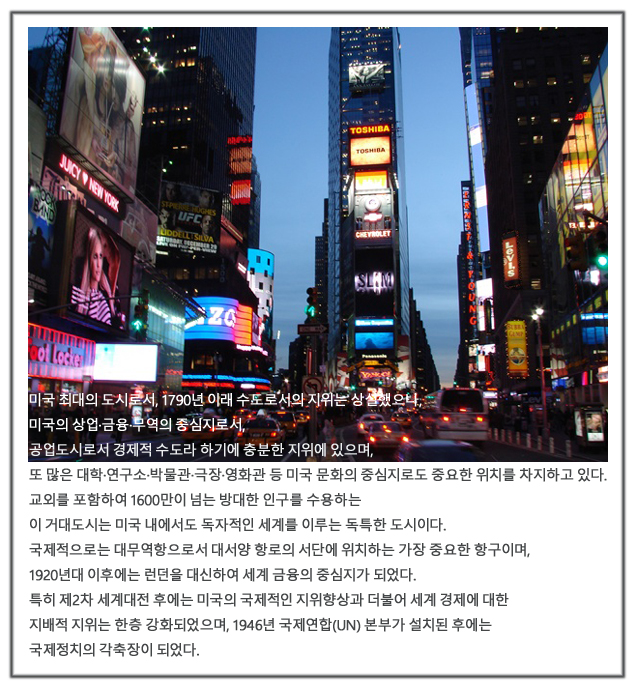 JUICY ♥ NEW YORK
UFC
LIDDELL SILVA
SATURDAY DECEMBER 29
BAND
Foot Locker
TOSHIBA
TOSHIBA
CHEVROLET
Panasonic
YAHOO!
ERNST & YOUNG
LEVI'S
미국 최대의 도시로서, 1790년 이래 수도로서의 지위는 상실했으나,
미국의 상업·금융·무역의 중심지로서,
공업도시로서 경제적 수도라 하기에 충분한 지위에 있으며,
또 많은 대학·연구소·박물관·극장·영화관 등 미국 문화의 중심지로도 중요한 위치를 차지하고 있다.
교외를 포함하여 1600만이 넘는 방대한 인구를 수용하는
이 거대도시는 미국 내에서도 독자적인 세계를 이루는 독특한 도시이다.
국제적으로는 대무역항으로서 대서양 항로의 서단에 위치하는 가장 중요한 항구이며,
1920년대 이후에는 런던을 대신하여 세계 금융의 중심지가 되었다.
특히 제2차 세계대전 후에는 미국의 국제적인 지위향상과 더불어 세계 경제에 대한
지배적 지위는 한층 강화되었으며, 1946년 국제연합(UN) 본부가 설치된 후에는
국제정치의 각축장이 되었다.